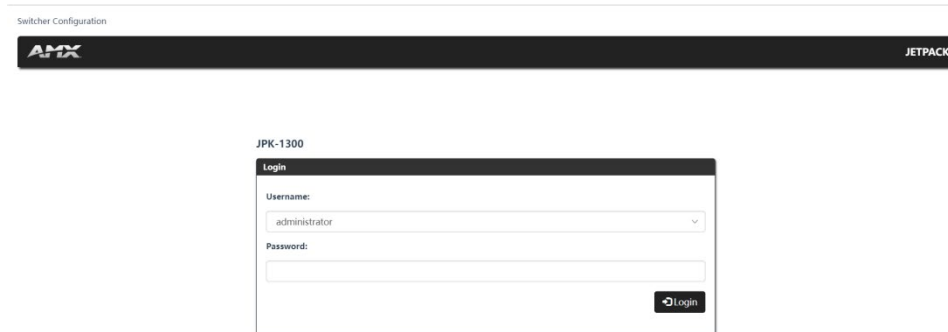 Switcher Configuration
AMX JETPACK
JPK-1300
Login
Username:
administrator
Password:
Login